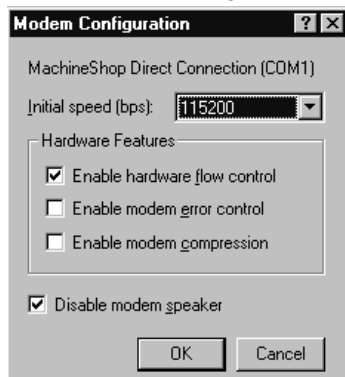 Modem Configuration
MachineShop Direct Connection (COM1)
Initial speed (bps): 115200
Hardware Features
Enable hardware flow control
Enable modem error control
Enable modem compression
Disable modem speaker
OK Cancel